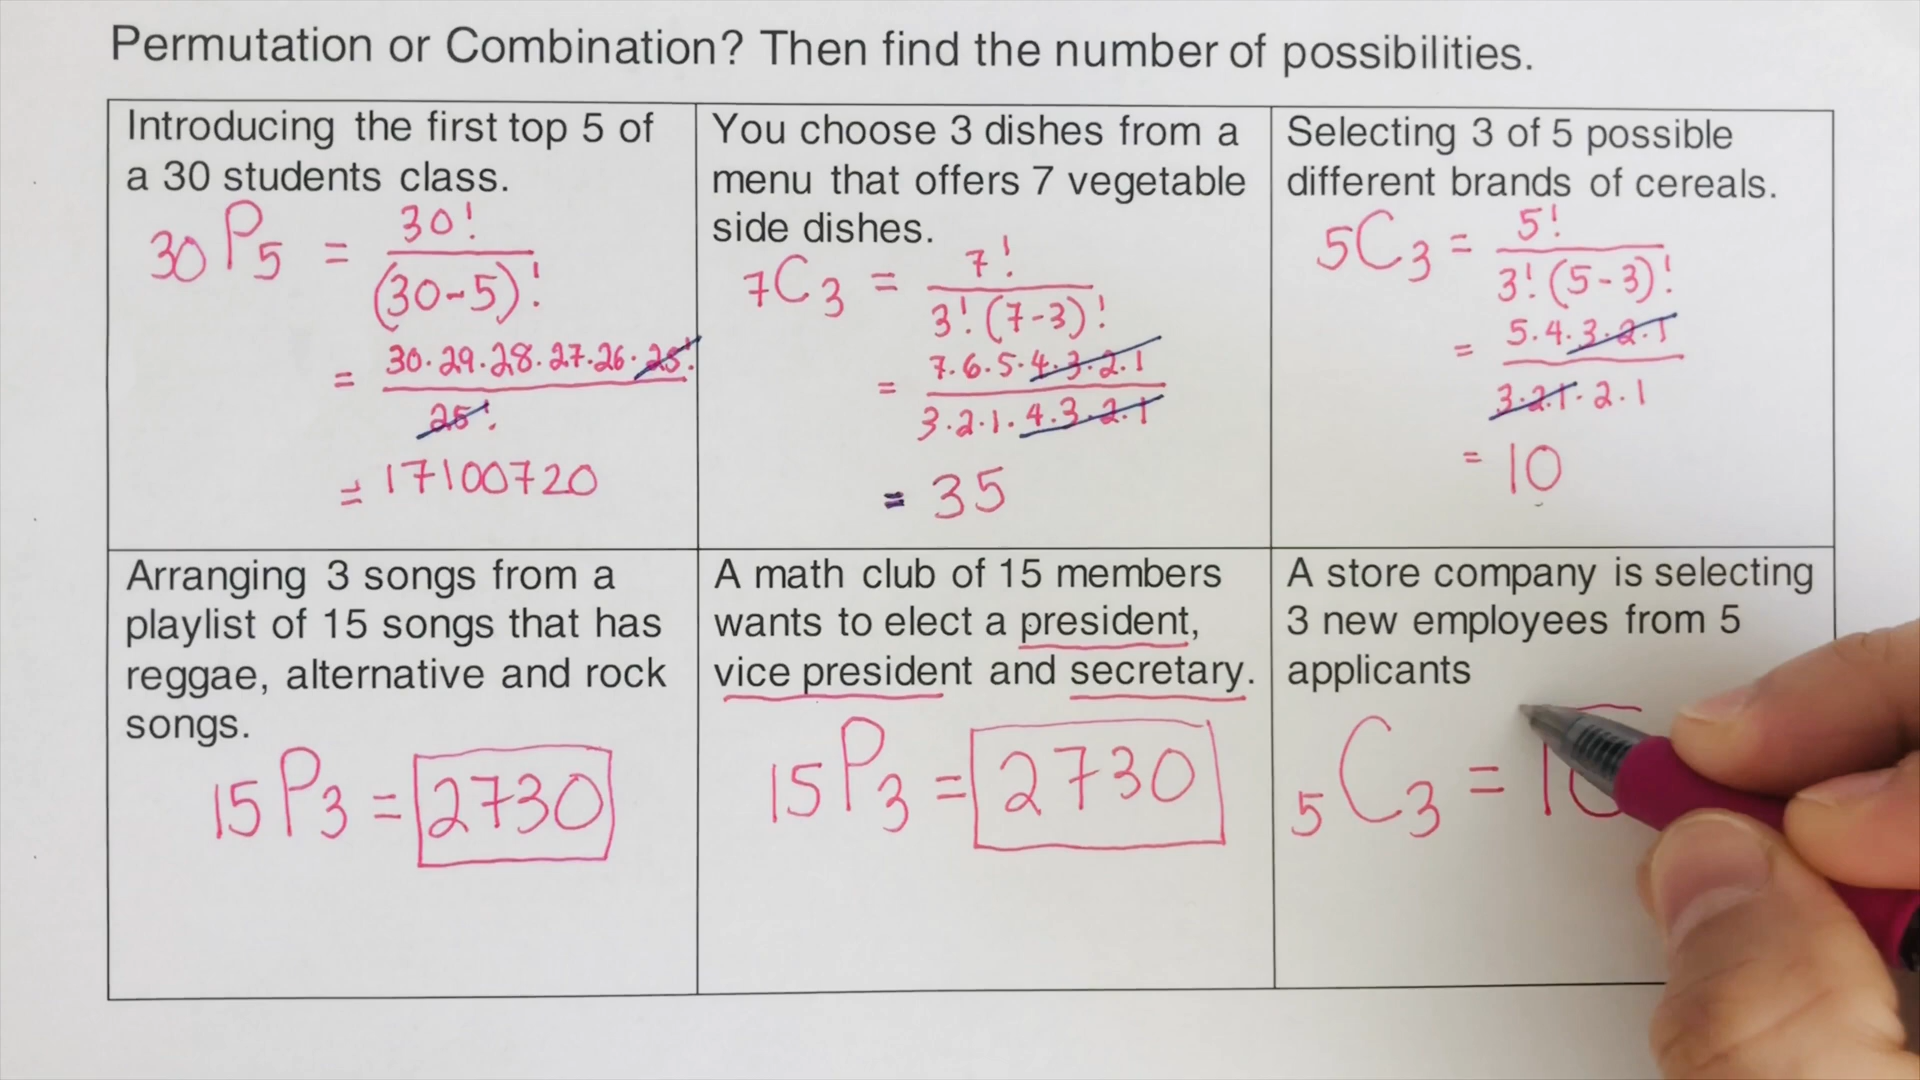 Permutation or Combination? Then find the number of possibilities.
Introducing the first top 5 of
a 30 students class.
30P5 = 30!
(30-5)!
= 30·29·28·27·26·25!
25!
= 17100720
You choose 3 dishes from a
menu that offers 7 vegetable
side dishes.
7C3 = 7!
3!(7-3)!
= 7·6·5·4·3·2·1
3·2·1·4·3·2·1
= 35
Selecting 3 of 5 possible
different brands of cereals.
5C3 = 5!
3!(5-3)!
= 5·4·3·2·1
3·2·1·2·1
= 10
Arranging 3 songs from a
playlist of 15 songs that has
reggae, alternative and rock
songs.
15P3 = 2730
A math club of 15 members
wants to elect a president,
vice president and secretary.
15P3 = 2730
A store company is selecting
3 new employees from 5
applicants
5C3 = 10